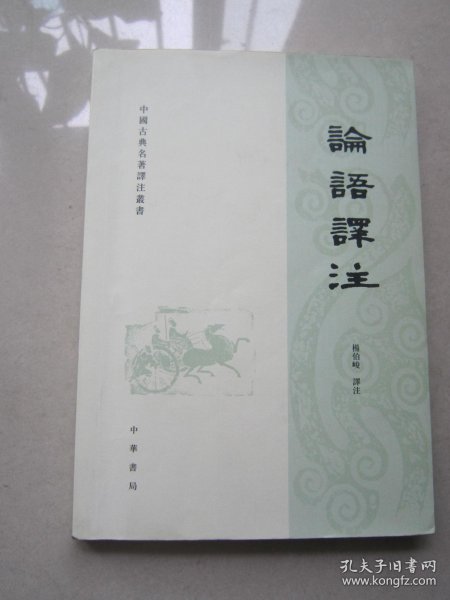 論語譯注
楊伯峻 譯注
中國古典名著譯注叢書
中華書局
孔夫子旧书网
www.kongfz.com